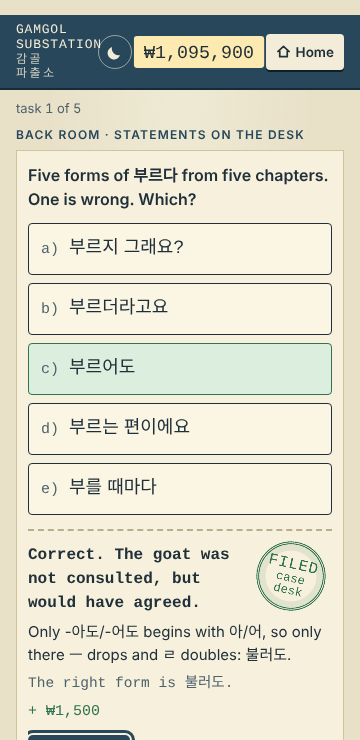 GAMGOL
SUBSTATION
감골
파출소
₩1,095,900
Home
task 1 of 5
BACK ROOM · STATEMENTS ON THE DESK
Five forms of 부르다 from five chapters.
One is wrong. Which?
a) 부르지 그래요?
b) 부르더라고요
c) 부르어도
d) 부르는 편이에요
e) 부를 때마다
Correct. The goat was
not consulted, but
would have agreed.
FILED
case
desk
Only -아도/-어도 begins with 아/어, so only
there ㅡ drops and ㄹ doubles: 불러도.
The right form is 불러도.
+ ₩1,500